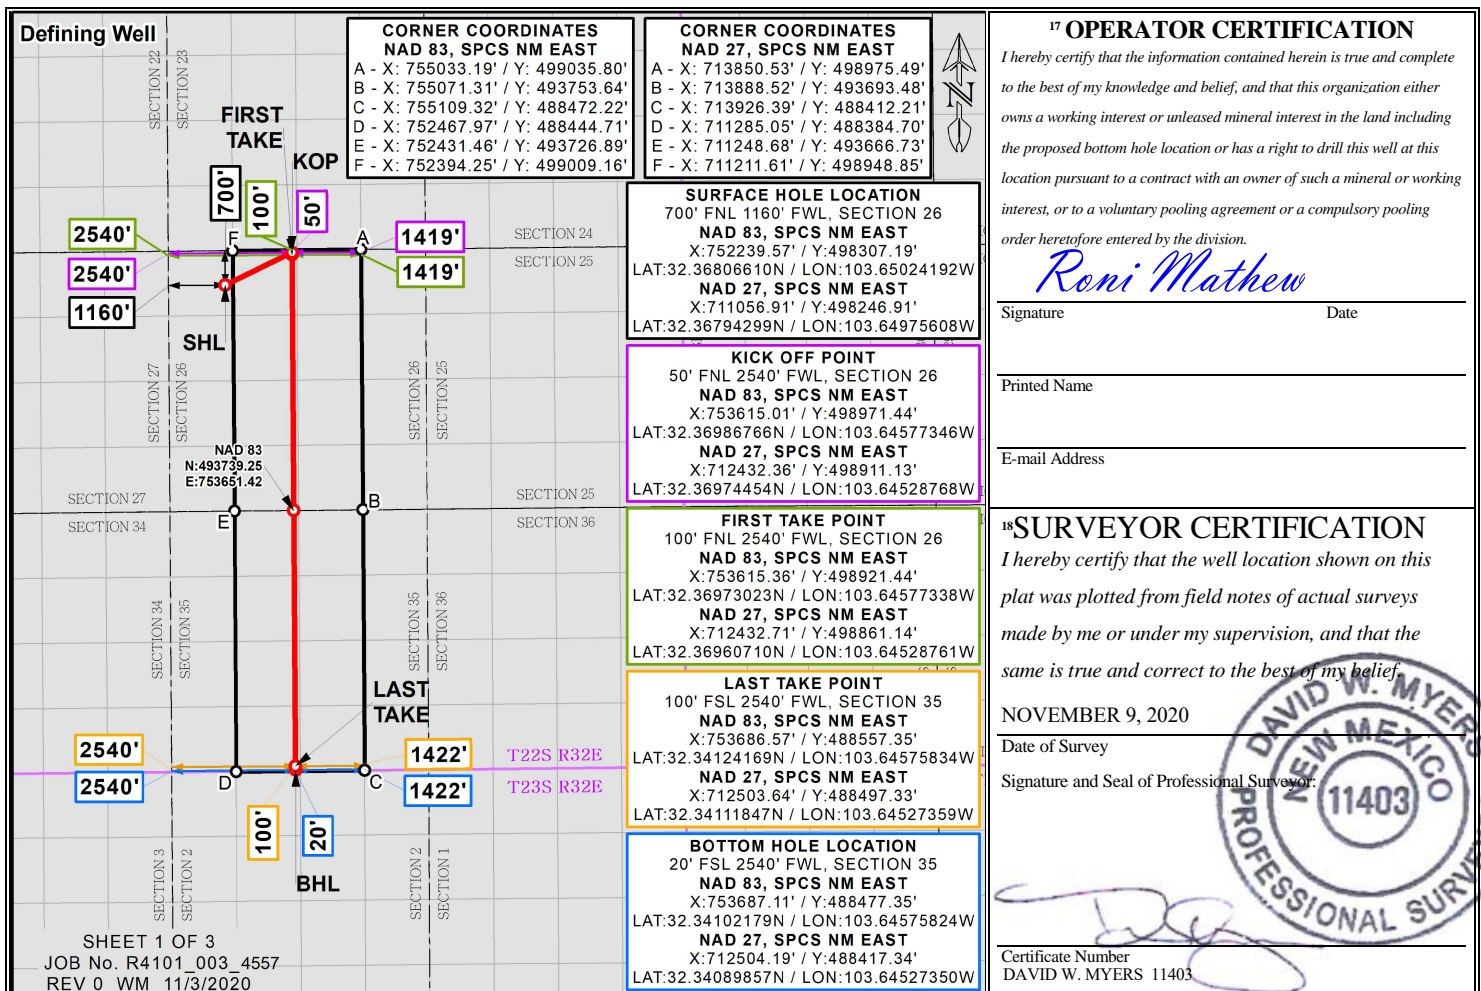 Defining Well
SECTION 22
SECTION 23
FIRST
TAKE
KOP
700'
100'
50'
2540'
2540'
1160'
F
A
1419'
1419'
SECTION 24
SECTION 25
SHL
SECTION 27
SECTION 26
SECTION 26
SECTION 25
NAD 83
N:493739.25
E:753651.42
SECTION 27
SECTION 34
E
B
SECTION 25
SECTION 36
SECTION 34
SECTION 35
SECTION 35
SECTION 36
LAST
TAKE
2540'
2540'
D
C
1422'
1422'
T22S R32E
T23S R32E
100'
20'
BHL
SECTION 3
SECTION 2
SECTION 2
SECTION 1
SHEET 1 OF 3
JOB No. R4101_003_4557
REV 0 WM 11/3/2020
CORNER COORDINATES
NAD 83, SPCS NM EAST
A - X: 755033.19' / Y: 499035.80'
B - X: 755071.31' / Y: 493753.64'
C - X: 755109.32' / Y: 488472.22'
D - X: 752467.97' / Y: 488444.71'
E - X: 752431.46' / Y: 493726.89'
F - X: 752394.25' / Y: 499009.16'
CORNER COORDINATES
NAD 27, SPCS NM EAST
A - X: 713850.53' / Y: 498975.49'
B - X: 713888.52' / Y: 493693.48'
C - X: 713926.39' / Y: 488412.21'
D - X: 711285.05' / Y: 488384.70'
E - X: 711248.68' / Y: 493666.73'
F - X: 711211.61' / Y: 498948.85'
N
SURFACE HOLE LOCATION
700' FNL 1160' FWL, SECTION 26
NAD 83, SPCS NM EAST
X:752239.57' / Y:498307.19'
LAT:32.36806610N / LON:103.65024192W
NAD 27, SPCS NM EAST
X:711056.91' / Y:498246.91'
LAT:32.36794299N / LON:103.64975608W
KICK OFF POINT
50' FNL 2540' FWL, SECTION 26
NAD 83, SPCS NM EAST
X:753615.01' / Y:498971.44'
LAT:32.36986766N / LON:103.64577346W
NAD 27, SPCS NM EAST
X:712432.36' / Y:498911.13'
LAT:32.36974454N / LON:103.64528768W
FIRST TAKE POINT
100' FNL 2540' FWL, SECTION 26
NAD 83, SPCS NM EAST
X:753615.36' / Y:498921.44'
LAT:32.36973023N / LON:103.64577338W
NAD 27, SPCS NM EAST
X:712432.71' / Y:498861.14'
LAT:32.36960710N / LON:103.64528761W
LAST TAKE POINT
100' FSL 2540' FWL, SECTION 35
NAD 83, SPCS NM EAST
X:753686.57' / Y:488557.35'
LAT:32.34124169N / LON:103.64575834W
NAD 27, SPCS NM EAST
X:712503.64' / Y:488497.33'
LAT:32.34111847N / LON:103.64527359W
BOTTOM HOLE LOCATION
20' FSL 2540' FWL, SECTION 35
NAD 83, SPCS NM EAST
X:753687.11' / Y:488477.35'
LAT:32.34102179N / LON:103.64575824W
NAD 27, SPCS NM EAST
X:712504.19' / Y:488417.34'
LAT:32.34089857N / LON:103.64527350W
17 OPERATOR CERTIFICATION
I hereby certify that the information contained herein is true and complete
to the best of my knowledge and belief, and that this organization either
owns a working interest or unleased mineral interest in the land including
the proposed bottom hole location or has a right to drill this well at this
location pursuant to a contract with an owner of such a mineral or working
interest, or to a voluntary pooling agreement or a compulsory pooling
order heretofore entered by the division.
Roni Mathew
Signature Date
Printed Name
E-mail Address
18 SURVEYOR CERTIFICATION
I hereby certify that the well location shown on this
plat was plotted from field notes of actual surveys
made by me or under my supervision, and that the
same is true and correct to the best of my belief.
NOVEMBER 9, 2020
Date of Survey
Signature and Seal of Professional Surveyor:
DAVID W. MYERS
NEW MEXICO
11403
PROFESSIONAL
Certificate Number
DAVID W. MYERS 11403